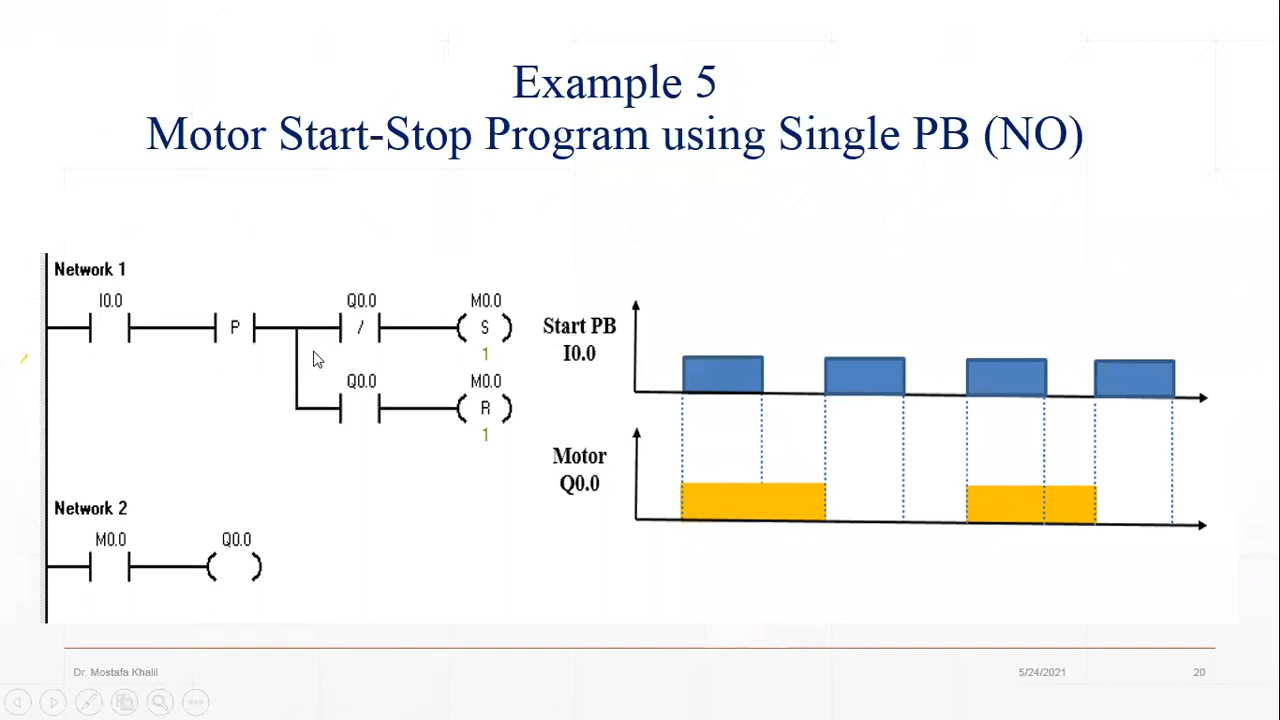 Example 5
Motor Start-Stop Program using Single PB (NO)
Network 1
I0.0
P
Q0.0
/
M0.0
S
1
Q0.0
M0.0
R
1
Network 2
M0.0
Q0.0
Start PB
I0.0
Motor
Q0.0
Dr. Mostafa Khalil
5/24/2021
20